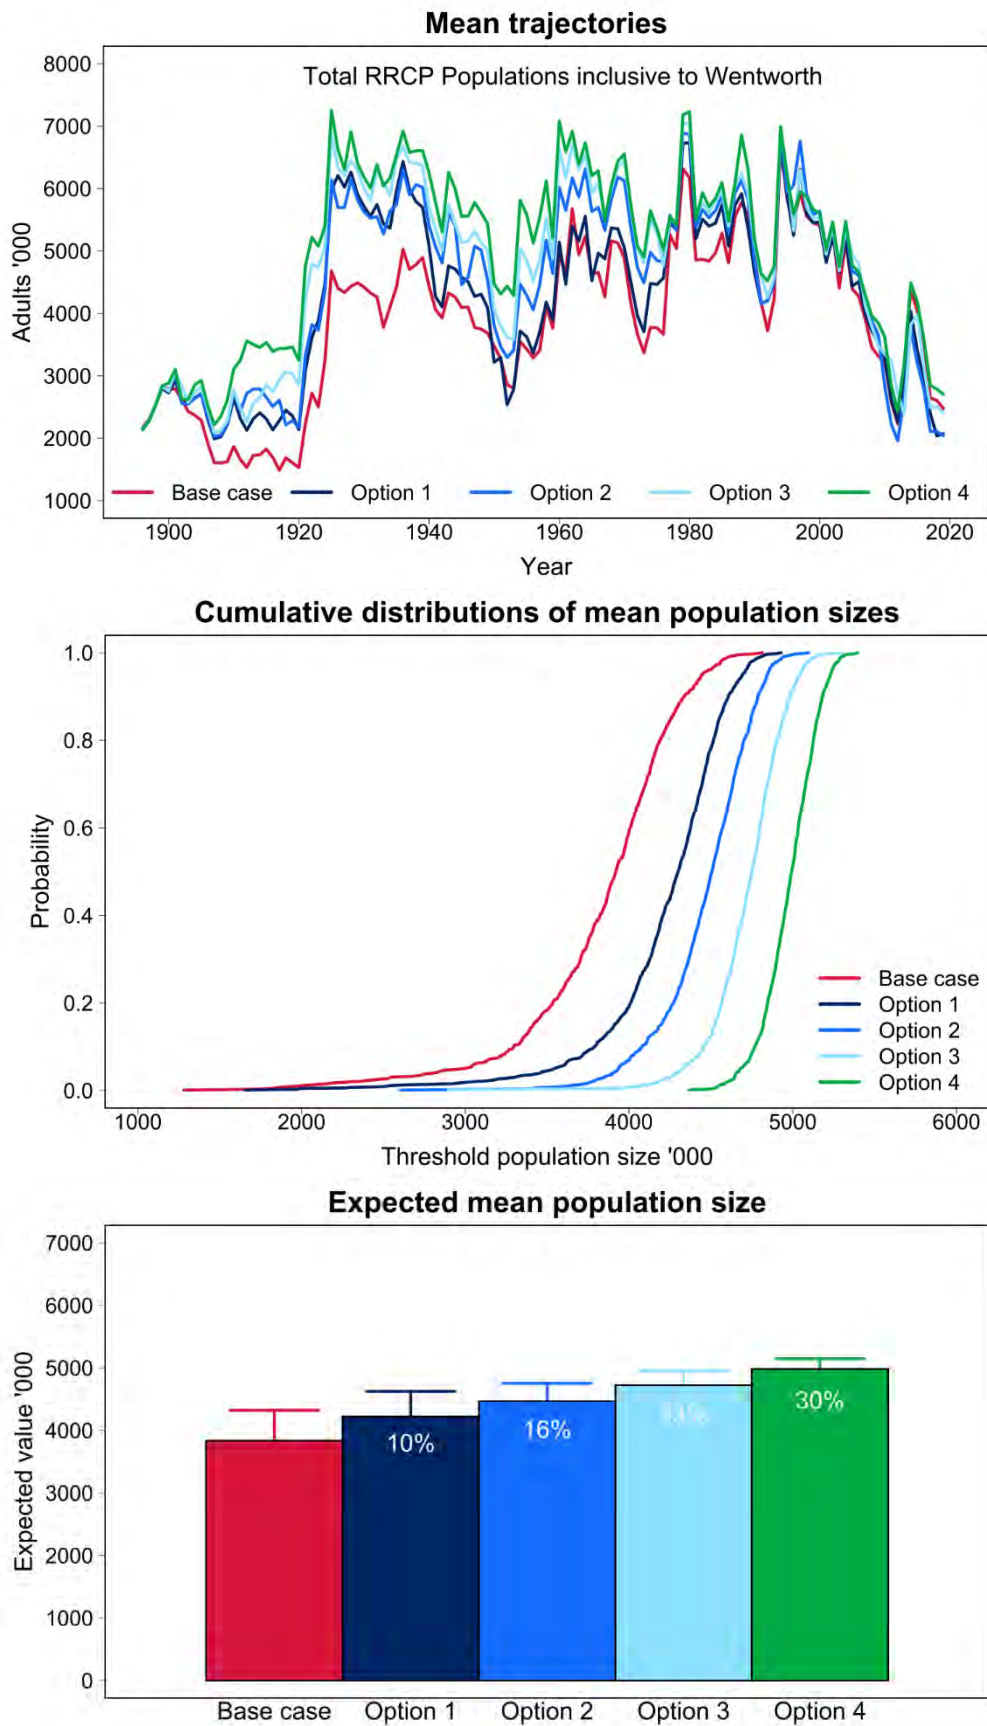 Mean trajectories
Total RRCP Populations inclusive to Wentworth
Adults '000
8000
7000
6000
5000
4000
3000
2000
1000
Base case Option 1 Option 2 Option 3 Option 4
1900 1920 1940 1960 1980 2000 2020
Year
Cumulative distributions of mean population sizes
Probability
1.0
0.8
0.6
0.4
0.2
0.0
Base case
Option 1
Option 2
Option 3
Option 4
1000 2000 3000 4000 5000 6000
Threshold population size '000
Expected mean population size
Expected value '000
7000
6000
5000
4000
3000
2000
1000
0
10% 16% 30%
Base case Option 1 Option 2 Option 3 Option 4